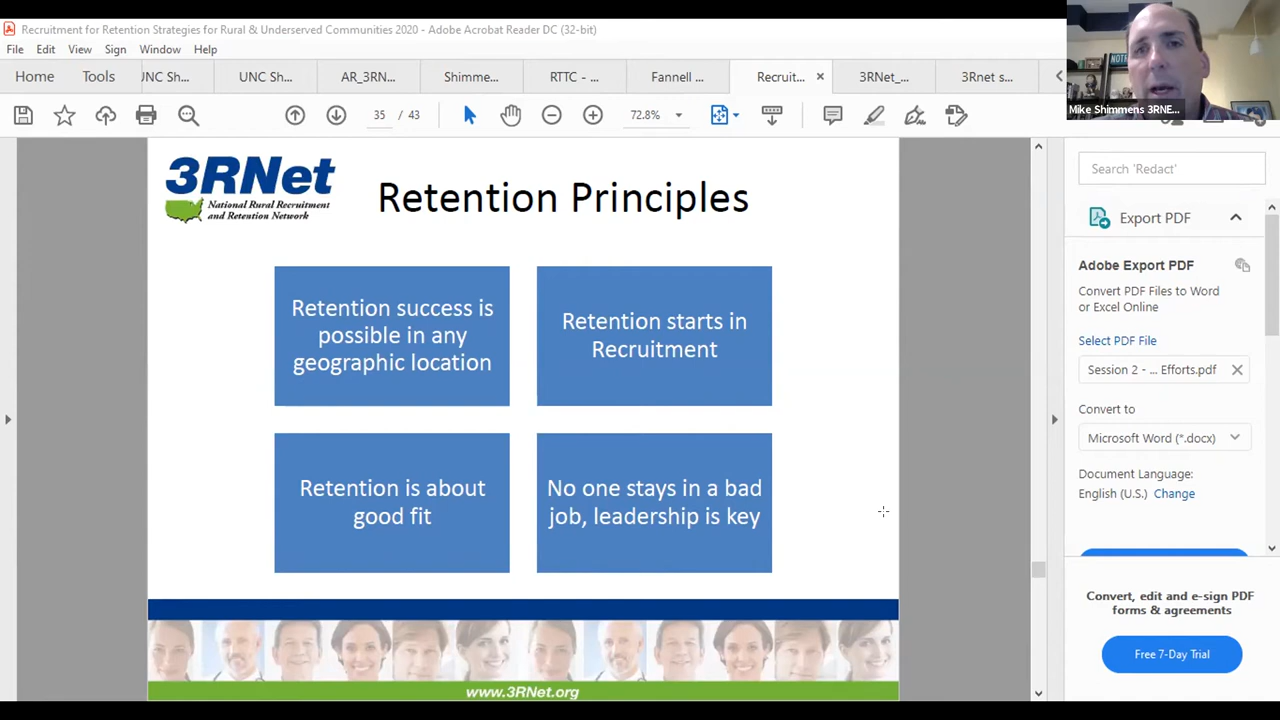 Recruitment for Retention Strategies for Rural & Underserved Communities 2020 - Adobe Acrobat Reader DC (32-bit)
File Edit View Sign Window Help
Home Tools UNC Sh... UNC Sh... AR_3RN... Shimme... RTTC - ... Fannell ... Recruit... × 3RNet_... 3RNet s...
35 / 43 72.8%
Mike Shimmens 3RNE...
3RNet
National Rural Recruitment
and Retention Network
Retention Principles
Retention success is
possible in any
geographic location
Retention starts in
Recruitment
Retention is about
good fit
No one stays in a bad
job, leadership is key
www.3RNet.org
Search 'Redact'
Export PDF
Adobe Export PDF
Convert PDF Files to Word
or Excel Online
Select PDF File
Session 2 - ... Efforts.pdf
Convert to
Microsoft Word (*.docx)
Document Language:
English (U.S.) Change
Convert, edit and e-sign PDF
forms & agreements
Free 7-Day Trial